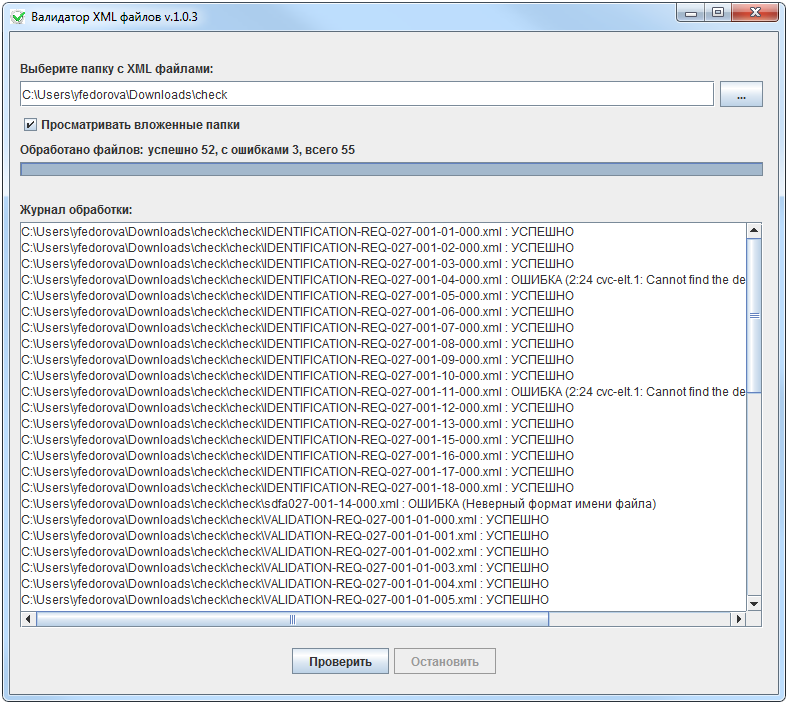 Валидатор XML файлов v.1.0.3
Выберите папку с XML файлами:
C:\Users\yfedorova\Downloads\check
...
Просматривать вложенные папки
Обработано файлов: успешно 52, с ошибками 3, всего 55
Журнал обработки:
C:\Users\yfedorova\Downloads\check\check\IDENTIFICATION-REQ-027-001-01-000.xml : УСПЕШНО
C:\Users\yfedorova\Downloads\check\check\IDENTIFICATION-REQ-027-001-02-000.xml : УСПЕШНО
C:\Users\yfedorova\Downloads\check\check\IDENTIFICATION-REQ-027-001-03-000.xml : УСПЕШНО
C:\Users\yfedorova\Downloads\check\check\IDENTIFICATION-REQ-027-001-04-000.xml : ОШИБКА (2:24 cvc-elt.1: Cannot find the de
C:\Users\yfedorova\Downloads\check\check\IDENTIFICATION-REQ-027-001-05-000.xml : УСПЕШНО
C:\Users\yfedorova\Downloads\check\check\IDENTIFICATION-REQ-027-001-06-000.xml : УСПЕШНО
C:\Users\yfedorova\Downloads\check\check\IDENTIFICATION-REQ-027-001-07-000.xml : УСПЕШНО
C:\Users\yfedorova\Downloads\check\check\IDENTIFICATION-REQ-027-001-08-000.xml : УСПЕШНО
C:\Users\yfedorova\Downloads\check\check\IDENTIFICATION-REQ-027-001-09-000.xml : УСПЕШНО
C:\Users\yfedorova\Downloads\check\check\IDENTIFICATION-REQ-027-001-10-000.xml : УСПЕШНО
C:\Users\yfedorova\Downloads\check\check\IDENTIFICATION-REQ-027-001-11-000.xml : ОШИБКА (2:24 cvc-elt.1: Cannot find the de
C:\Users\yfedorova\Downloads\check\check\IDENTIFICATION-REQ-027-001-12-000.xml : УСПЕШНО
C:\Users\yfedorova\Downloads\check\check\IDENTIFICATION-REQ-027-001-13-000.xml : УСПЕШНО
C:\Users\yfedorova\Downloads\check\check\IDENTIFICATION-REQ-027-001-15-000.xml : УСПЕШНО
C:\Users\yfedorova\Downloads\check\check\IDENTIFICATION-REQ-027-001-16-000.xml : УСПЕШНО
C:\Users\yfedorova\Downloads\check\check\IDENTIFICATION-REQ-027-001-17-000.xml : УСПЕШНО
C:\Users\yfedorova\Downloads\check\check\IDENTIFICATION-REQ-027-001-18-000.xml : УСПЕШНО
C:\Users\yfedorova\Downloads\check\check\sdfa027-001-14-000.xml : ОШИБКА (Неверный формат имени файла)
C:\Users\yfedorova\Downloads\check\check\VALIDATION-REQ-027-001-01-000.xml : УСПЕШНО
C:\Users\yfedorova\Downloads\check\check\VALIDATION-REQ-027-001-01-001.xml : УСПЕШНО
C:\Users\yfedorova\Downloads\check\check\VALIDATION-REQ-027-001-01-002.xml : УСПЕШНО
C:\Users\yfedorova\Downloads\check\check\VALIDATION-REQ-027-001-01-003.xml : УСПЕШНО
C:\Users\yfedorova\Downloads\check\check\VALIDATION-REQ-027-001-01-004.xml : УСПЕШНО
C:\Users\yfedorova\Downloads\check\check\VALIDATION-REQ-027-001-01-005.xml : УСПЕШНО
Проверить Остановить